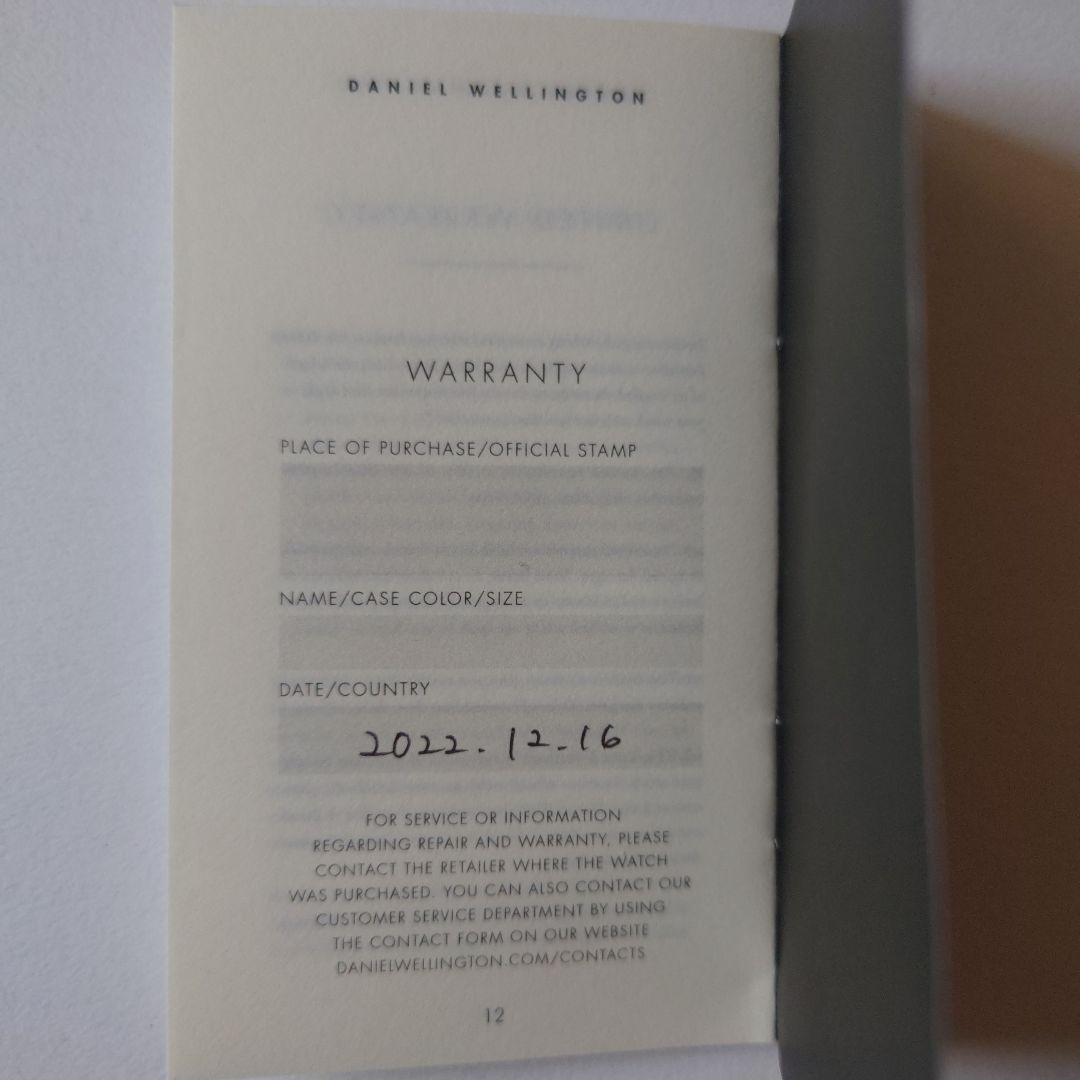 DANIEL WELLINGTON
WARRANTY
PLACE OF PURCHASE/OFFICIAL STAMP
NAME/CASE COLOR/SIZE
DATE/COUNTRY
2022.12.16
FOR SERVICE OR INFORMATION
REGARDING REPAIR AND WARRANTY, PLEASE
CONTACT THE RETAILER WHERE THE WATCH
WAS PURCHASED. YOU CAN ALSO CONTACT OUR
CUSTOMER SERVICE DEPARTMENT BY USING
THE CONTACT FORM ON OUR WEBSITE
DANIELWELLINGTON.COM/CONTACTS
12